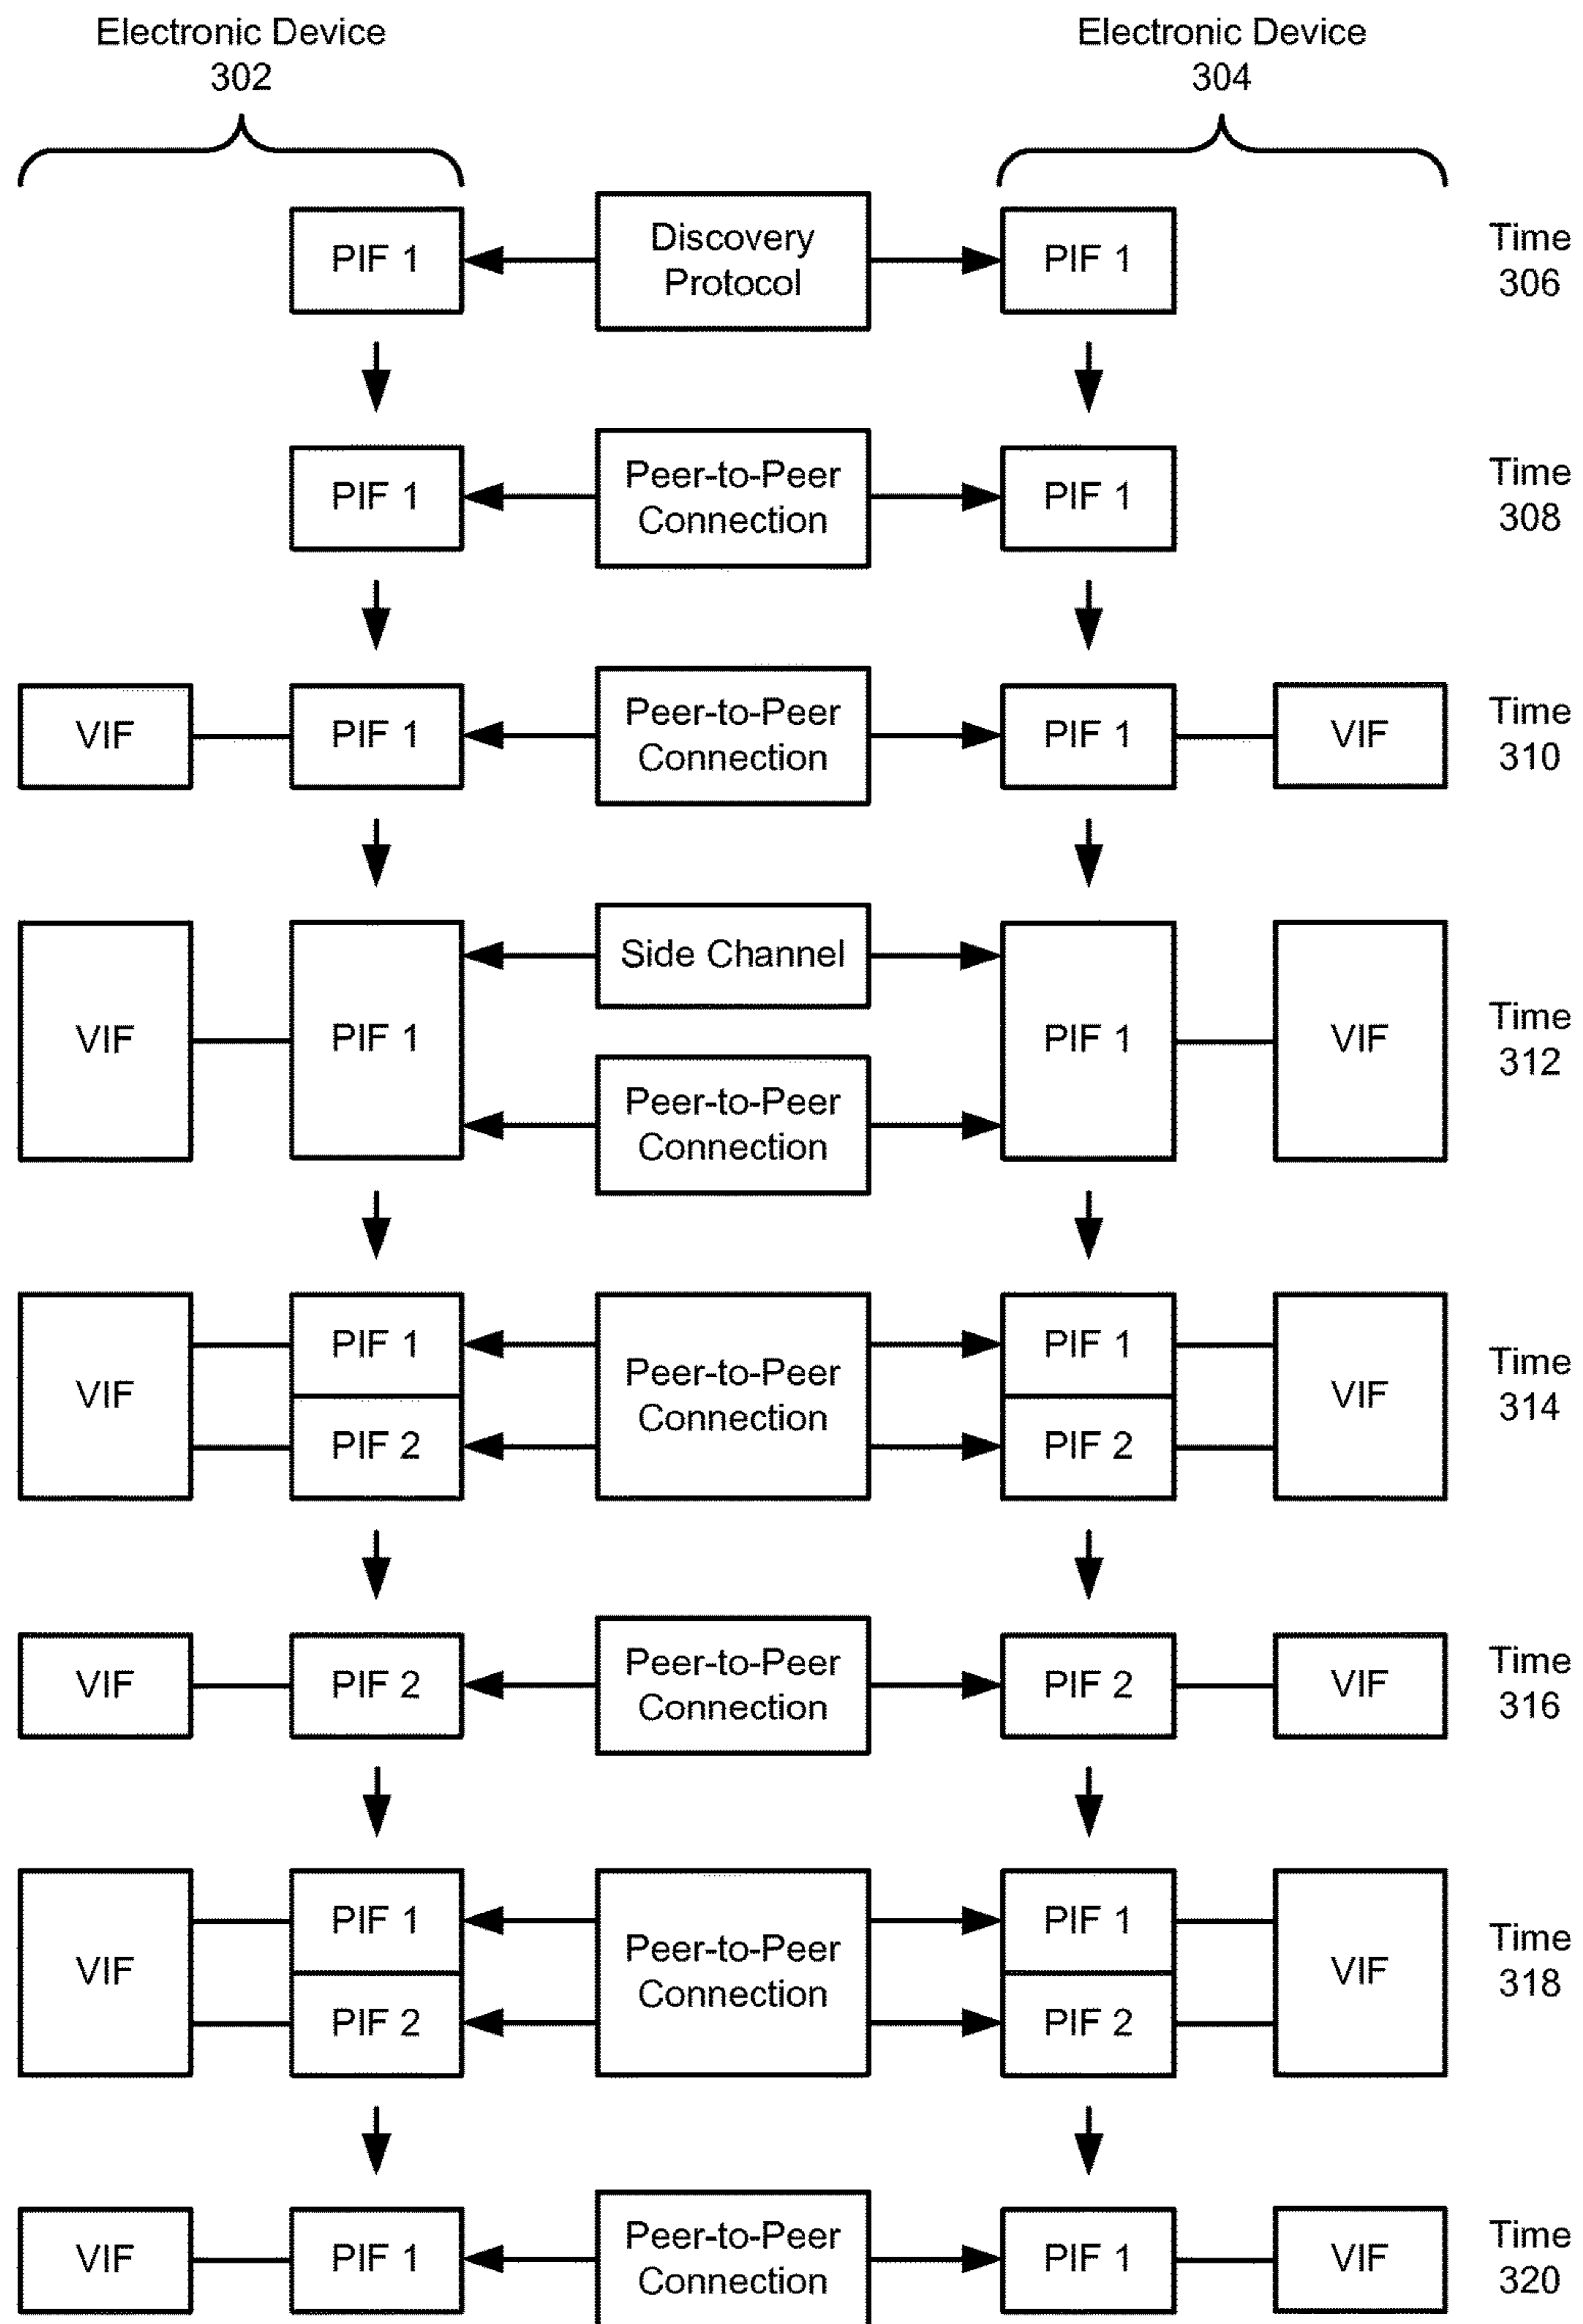 Electronic Device
302
Electronic Device
304
PIF 1
Discovery
Protocol
PIF 1
Time
306
PIF 1
Peer-to-Peer
Connection
PIF 1
Time
308
VIF
PIF 1
Peer-to-Peer
Connection
PIF 1
VIF
Time
310
VIF
PIF 1
Side Channel
Peer-to-Peer
Connection
PIF 1
VIF
Time
312
VIF
PIF 1
PIF 2
Peer-to-Peer
Connection
PIF 1
PIF 2
VIF
Time
314
VIF
PIF 2
Peer-to-Peer
Connection
PIF 2
VIF
Time
316
VIF
PIF 1
PIF 2
Peer-to-Peer
Connection
PIF 1
PIF 2
VIF
Time
318
VIF
PIF 1
Peer-to-Peer
Connection
PIF 1
VIF
Time
320